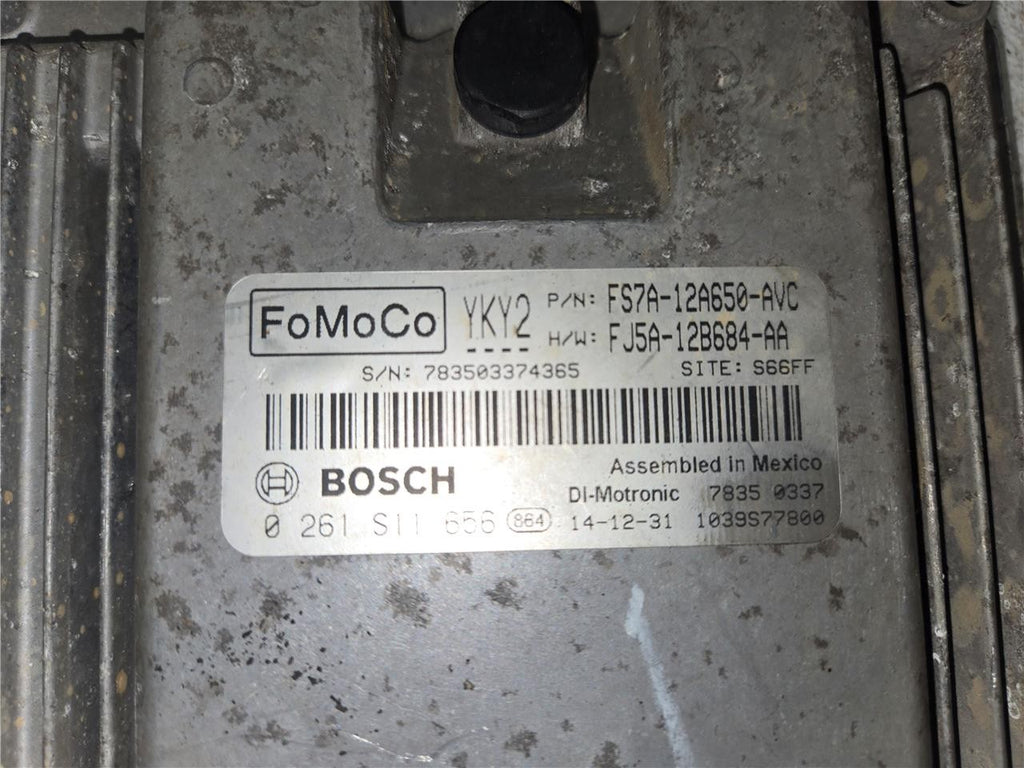 FoMoCo YKY2 P/N: FS7A-12A650-AVC
H/W: FJ5A-12B684-AA
S/N: 783503374365 SITE: S66FF
BOSCH Assembled in Mexico
DI-Motronic 7835 0337
0 261 S11 656 864 14-12-31 1039S77800